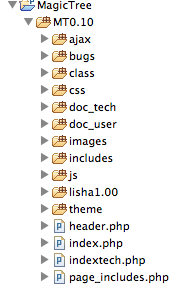 MagicTree
MT0.10
ajax
bugs
class
css
doc_tech
doc_user
images
includes
js
lisha1.00
theme
header.php
index.php
indextech.php
page_includes.php